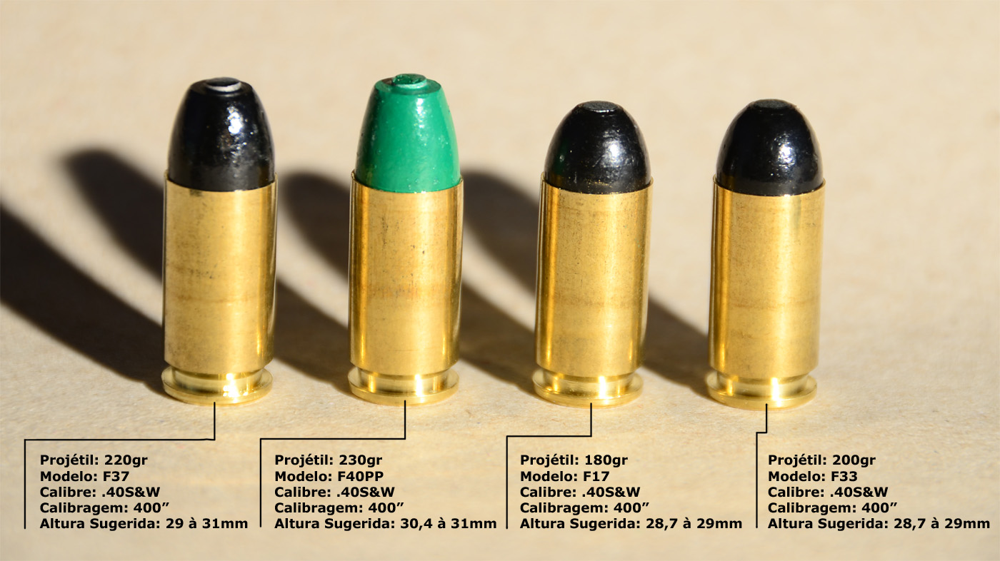 Projétil: 220gr
Modelo: F37
Calibre: .40S&W
Calibragem: 400”
Altura Sugerida: 29 à 31mm
Projétil: 230gr
Modelo: F40PP
Calibre: .40S&W
Calibragem: 400”
Altura Sugerida: 30,4 à 31mm
Projétil: 180gr
Modelo: F17
Calibre: .40S&W
Calibragem: 400”
Altura Sugerida: 28,7 à 29mm
Projétil: 200gr
Modelo: F33
Calibre: .40S&W
Calibragem: 400”
Altura Sugerida: 28,7 à 29mm